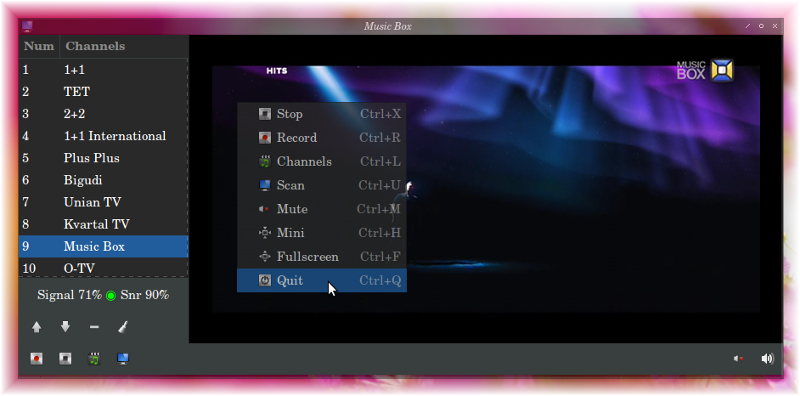 Music Box
Num Channels
1 1+1
2 TET
3 2+2
4 1+1 International
5 Plus Plus
6 Bigudi
7 Unian TV
8 Kvartal TV
9 Music Box
10 O-TV
Signal 71% Snr 90%
HITS
MUSIC
BOX
Stop Ctrl+X
Record Ctrl+R
Channels Ctrl+L
Scan Ctrl+U
Mute Ctrl+M
Mini Ctrl+H
Fullscreen Ctrl+F
Quit Ctrl+Q